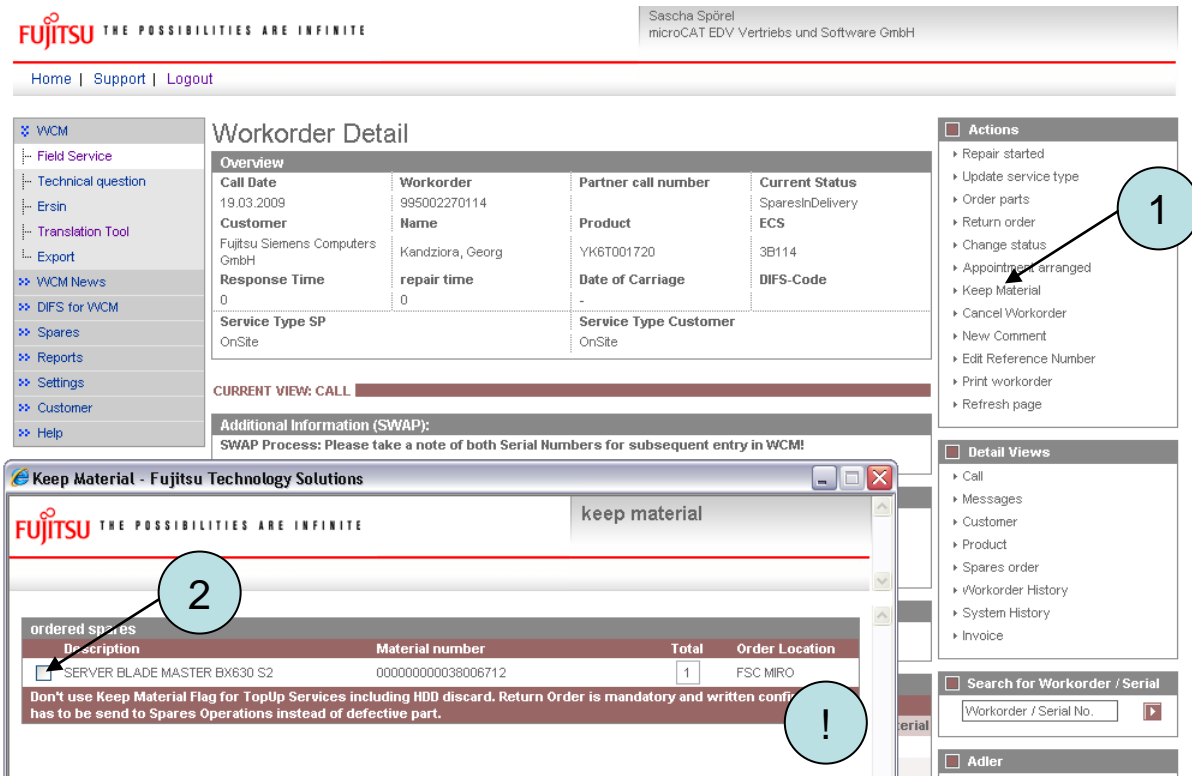 FUJITSU THE POSSIBILITIES ARE INFINITE
Sascha Spörel
microCAT EDV Vertriebs und Software GmbH
Home | Support | Logout
WCM
Field Service
Technical question
Ersin
Translation Tool
Export
WCM News
DIFS for WCM
Spares
Reports
Settings
Customer
Help
Workorder Detail
Overview
Call Date Workorder Partner call number Current Status
19.03.2009 995002270114 SparesInDelivery
Customer Name Product ECS
Fujitsu Siemens Computers GmbH Kandziora, Georg YK6T001720 3B114
Response Time repair time Date of Carriage DIFS-Code
0 0 -
Service Type SP Service Type Customer
OnSite OnSite
CURRENT VIEW: CALL
Additional Information (SWAP):
SWAP Process: Please take a note of both Serial Numbers for subsequent entry in WCM!
Actions
Repair started
Update service type
Order parts
Return order
Change status
Appointment arranged
Keep Material
Cancel Workorder
New Comment
Edit Reference Number
Print workorder
Refresh page
1
Detail Views
Call
Messages
Customer
Product
Spares order
Workorder History
System History
Invoice
Search for Workorder / Serial
Workorder / Serial No.
Adler
Keep Material - Fujitsu Technology Solutions
FUJITSU THE POSSIBILITIES ARE INFINITE
keep material
2
ordered spares
Description Material number Total Order Location
SERVER BLADE MASTER BX630 S2 000000000038006712 1 FSC MIRO
Don't use Keep Material Flag for TopUp Services including HDD discard. Return Order is mandatory and written
has to be send to Spares Operations instead of defective part.
!